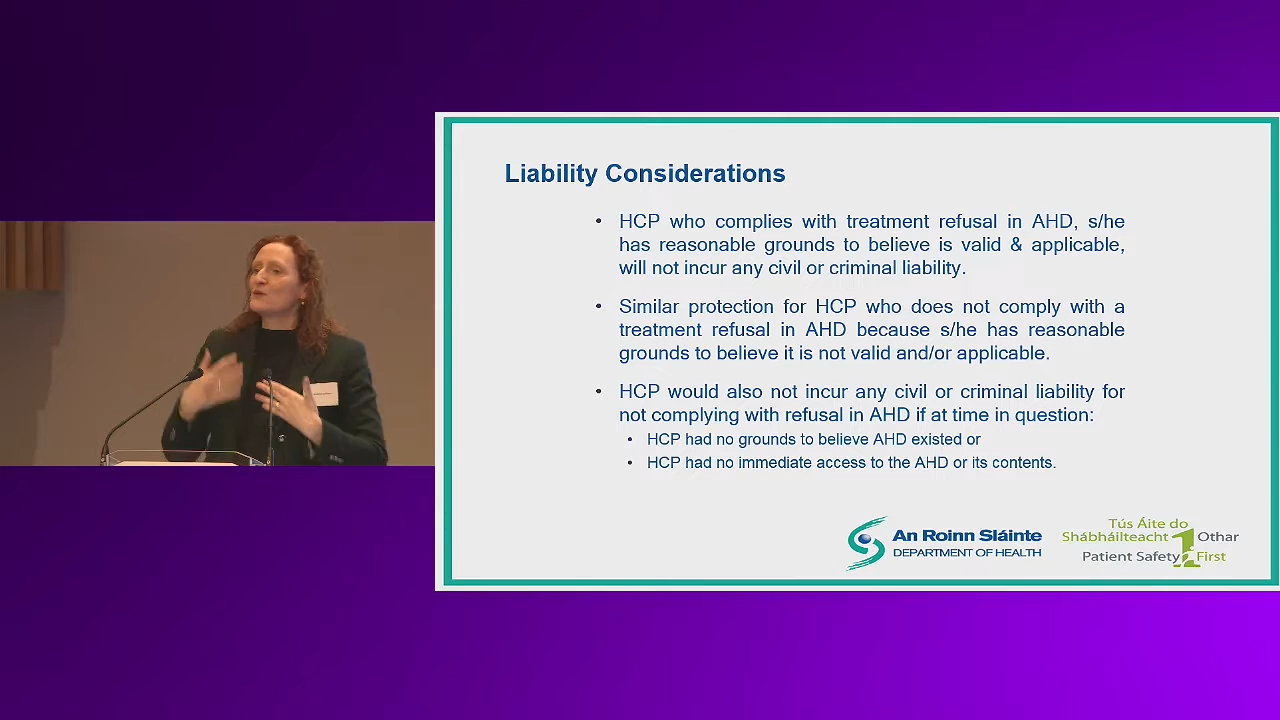 Liability Considerations
• HCP who complies with treatment refusal in AHD, s/he
has reasonable grounds to believe is valid & applicable,
will not incur any civil or criminal liability.
• Similar protection for HCP who does not comply with a
treatment refusal in AHD because s/he has reasonable
grounds to believe it is not valid and/or applicable.
• HCP would also not incur any civil or criminal liability for
not complying with refusal in AHD if at time in question:
• HCP had no grounds to believe AHD existed or
• HCP had no immediate access to the AHD or its contents.
An Roinn Sláinte
DEPARTMENT OF HEALTH
Tús Áite do
Shábháilteacht 1 Othar
Patient Safety First